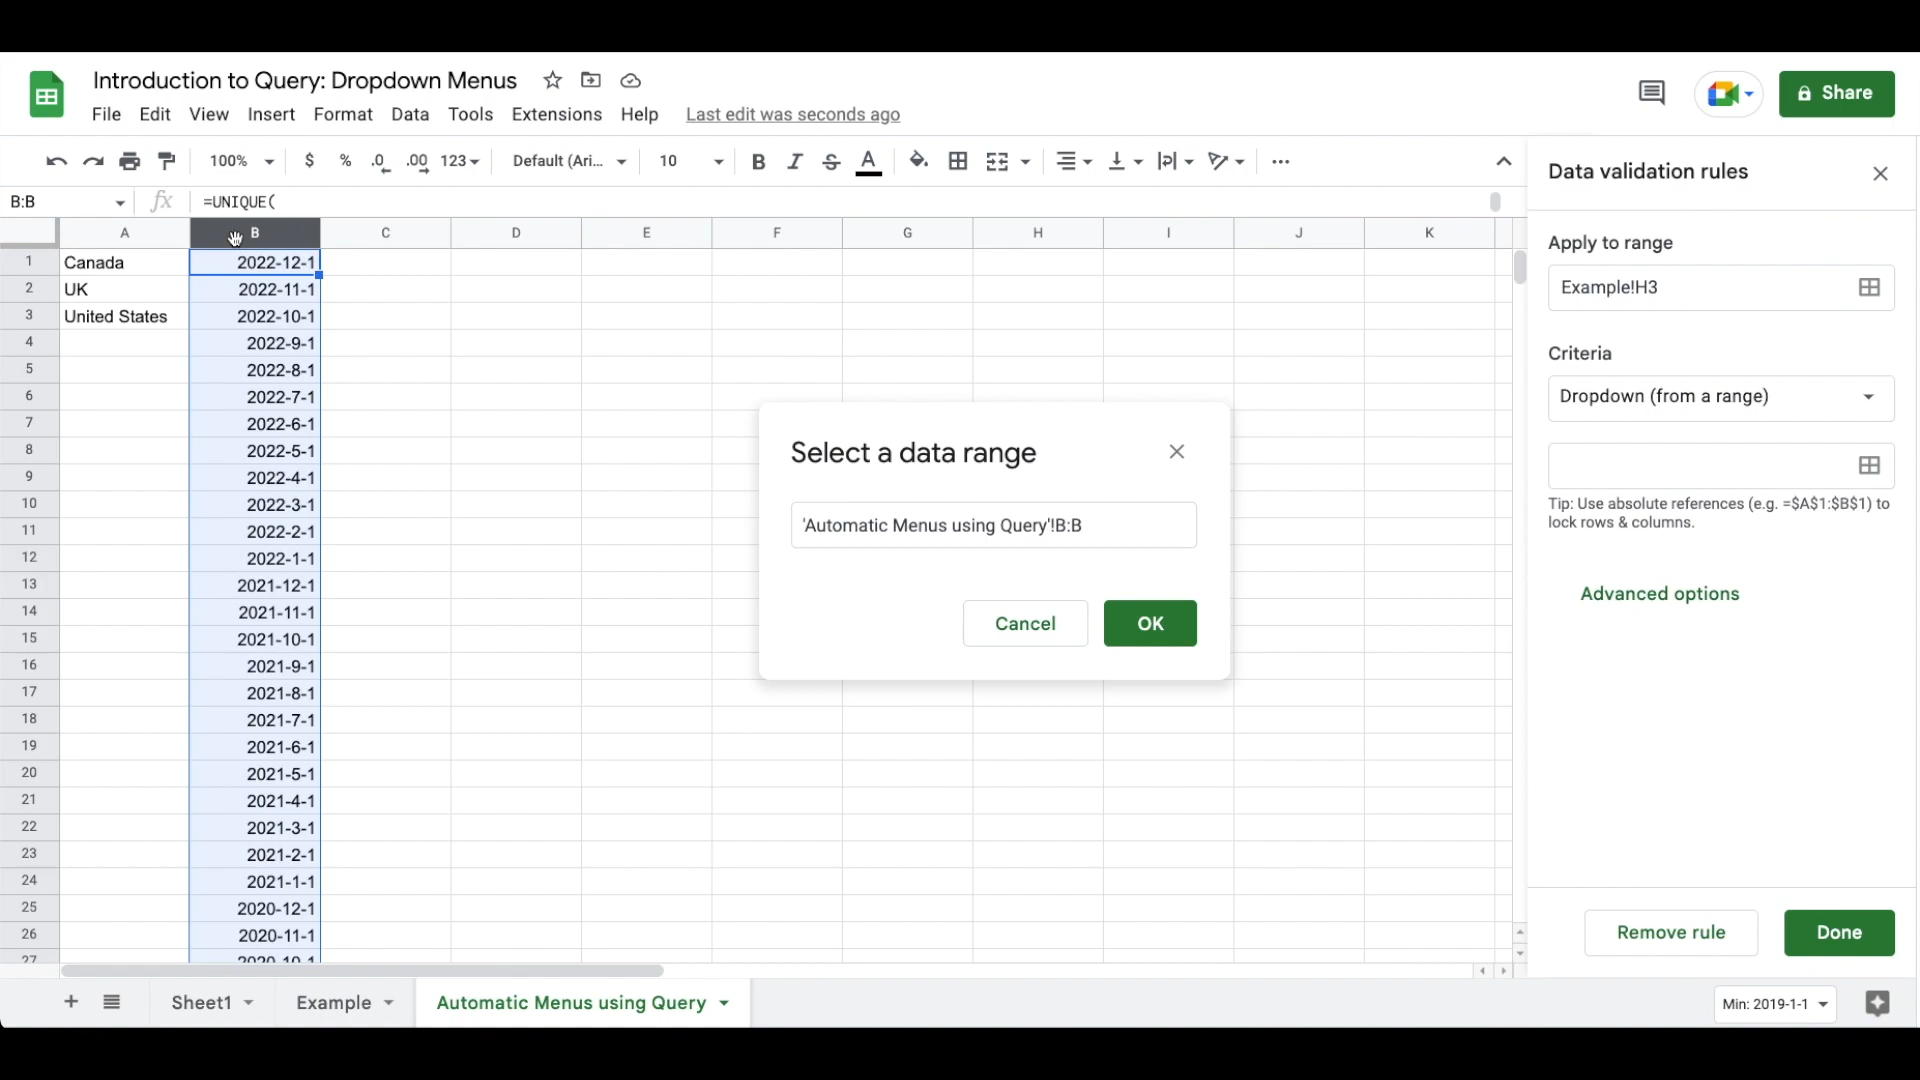 Introduction to Query: Dropdown Menus
File Edit View Insert Format Data Tools Extensions Help Last edit was seconds ago
Share
100% $ % .0 .00 123 Default (Ari... 10 B I S A
B:B fx =UNIQUE(
A B C D E F G H I J K
1 Canada 2022-12-1
2 UK 2022-11-1
3 United States 2022-10-1
4 2022-9-1
5 2022-8-1
6 2022-7-1
7 2022-6-1
8 2022-5-1
9 2022-4-1
10 2022-3-1
11 2022-2-1
12 2022-1-1
13 2021-12-1
14 2021-11-1
15 2021-10-1
16 2021-9-1
17 2021-8-1
18 2021-7-1
19 2021-6-1
20 2021-5-1
21 2021-4-1
22 2021-3-1
23 2021-2-1
24 2021-1-1
25 2020-12-1
26 2020-11-1
27 2020-10-1
Select a data range
'Automatic Menus using Query'!B:B
Cancel OK
Data validation rules
Apply to range
Example!H3
Criteria
Dropdown (from a range)
Tip: Use absolute references (e.g. =$A$1:$B$1) to
lock rows & columns.
Advanced options
Remove rule Done
Sheet1 Example Automatic Menus using Query
Min: 2019-1-1